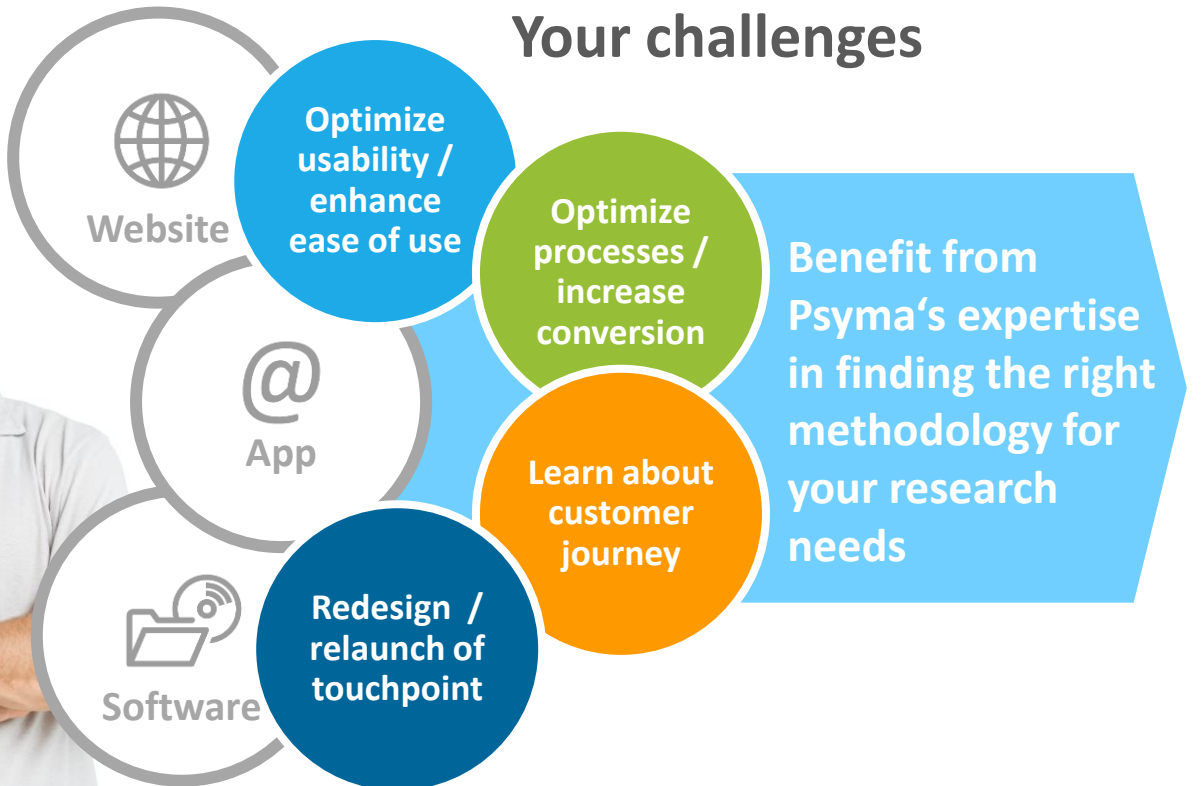 Your challenges
Website
@
App
Software
Optimize
usability /
enhance
ease of use
Optimize
processes /
increase
conversion
Learn about
customer
journey
Redesign  /
relaunch of
touchpoint
Benefit from
Psyma‘s expertise
in finding the right
methodology for
your research
needs